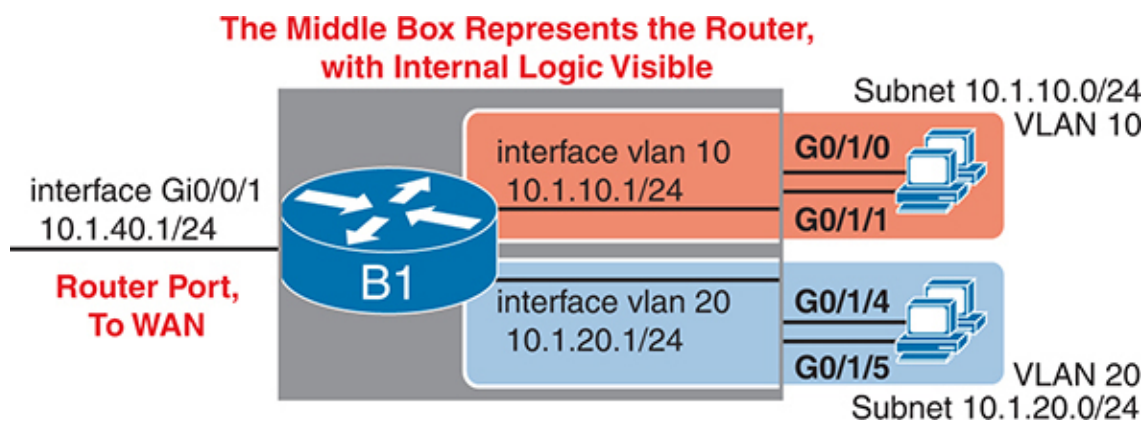 The Middle Box Represents the Router,
with Internal Logic Visible
Subnet 10.1.10.0/24
VLAN 10
interface vlan 10
10.1.10.1/24
G0/1/0
G0/1/1
interface Gi0/0/1
10.1.40.1/24
Router Port,
To WAN
B1
interface vlan 20
10.1.20.1/24
G0/1/4
G0/1/5
VLAN 20
Subnet 10.1.20.0/24